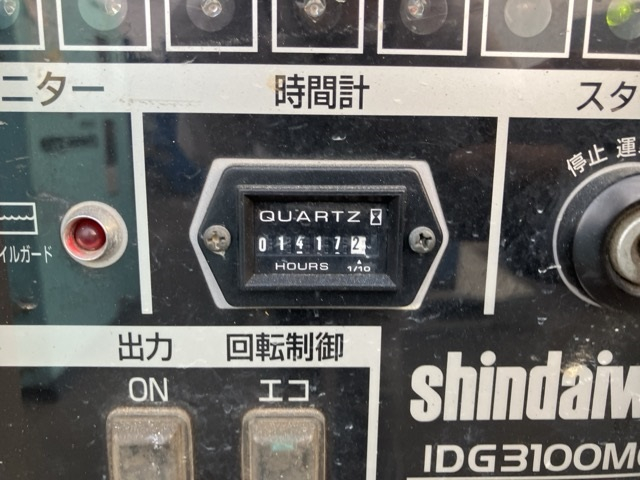 ニター
時間計
スタ
停止 運
イルガード
QUARTZ
014172
HOURS 1/10
出力
回転制御
ON
エコ
shindaiw
IDG3100M